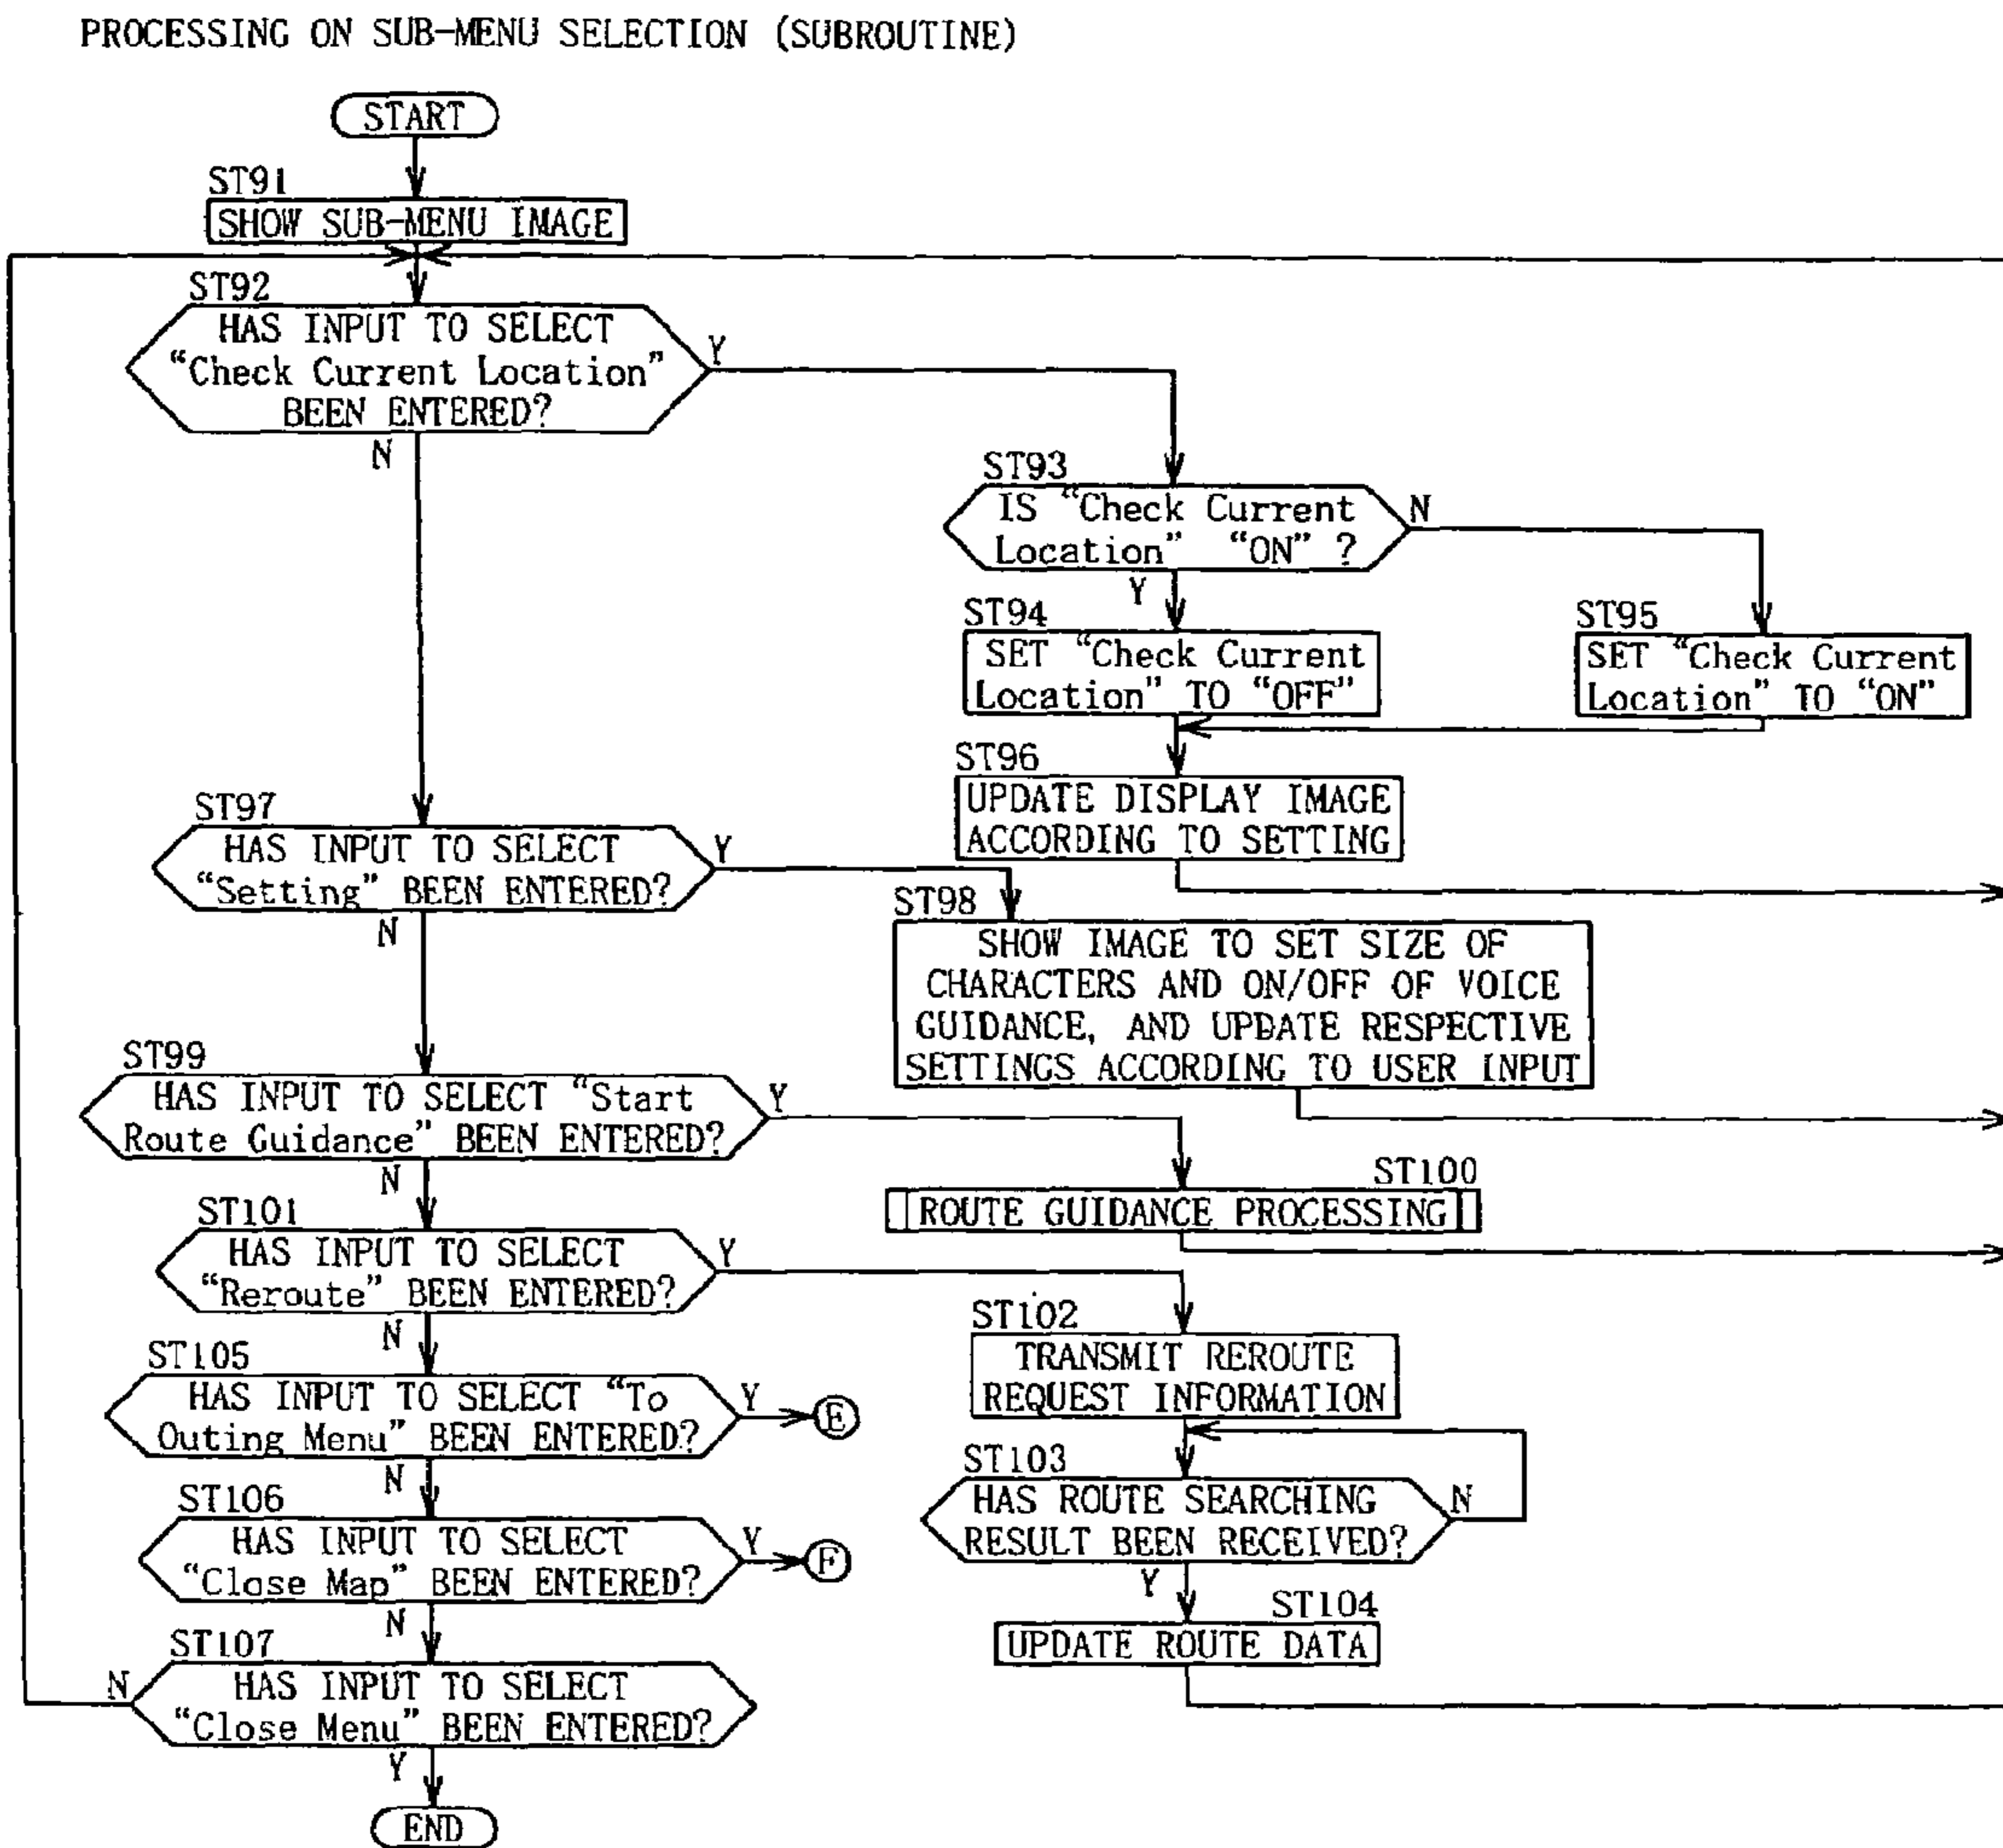 PROCESSING ON SUB-MENU SELECTION (SUBROUTINE)
START
ST91
SHOW SUB-MENU IMAGE
ST92
HAS INPUT TO SELECT
“Check Current Location”
BEEN ENTERED?
Y
N
ST93
IS “Check Current
Location” “ON” ?
N
Y
ST94
SET “Check Current
Location” TO “OFF”
ST95
SET “Check Current
Location” TO “ON”
ST96
UPDATE DISPLAY IMAGE
ACCORDING TO SETTING
ST97
HAS INPUT TO SELECT
“Setting” BEEN ENTERED?
Y
N
ST98
SHOW IMAGE TO SET SIZE OF
CHARACTERS AND ON/OFF OF VOICE
GUIDANCE, AND UPDATE RESPECTIVE
SETTINGS ACCORDING TO USER INPUT
ST99
HAS INPUT TO SELECT “Start
Route Guidance” BEEN ENTERED?
Y
N
ST100
ROUTE GUIDANCE PROCESSING
ST101
HAS INPUT TO SELECT
“Reroute” BEEN ENTERED?
Y
N
ST102
TRANSMIT REROUTE
REQUEST INFORMATION
ST103
HAS ROUTE SEARCHING
RESULT BEEN RECEIVED?
N
Y
ST104
UPDATE ROUTE DATA
ST105
HAS INPUT TO SELECT “To
Outing Menu” BEEN ENTERED?
Y
E
N
ST106
HAS INPUT TO SELECT
“Close Map” BEEN ENTERED?
Y
F
N
ST107
HAS INPUT TO SELECT
“Close Menu” BEEN ENTERED?
N
Y
END